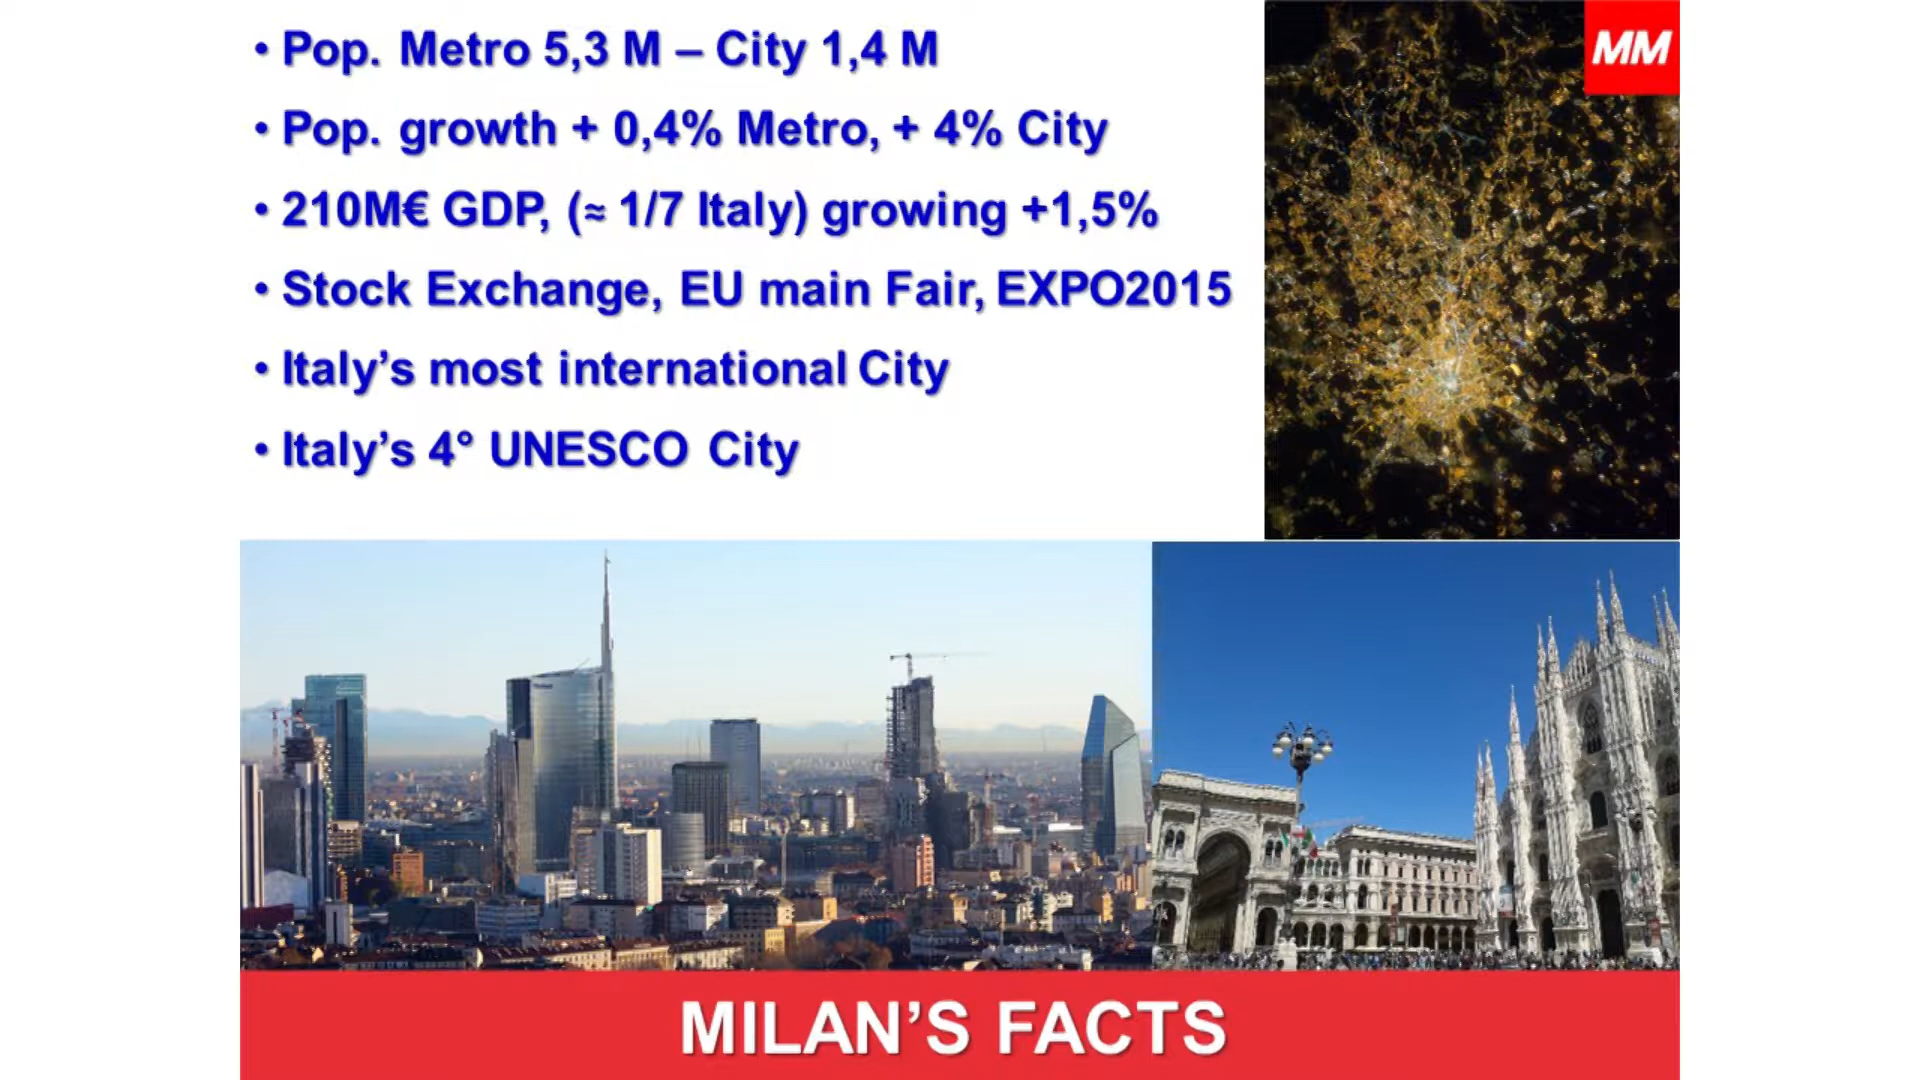 • Pop. Metro 5,3 M – City 1,4 M
• Pop. growth + 0,4% Metro, + 4% City
• 210M€ GDP, (≈ 1/7 Italy) growing +1,5%
• Stock Exchange, EU main Fair, EXPO2015
• Italy’s most international City
• Italy’s 4° UNESCO City
MM
MILAN’S FACTS